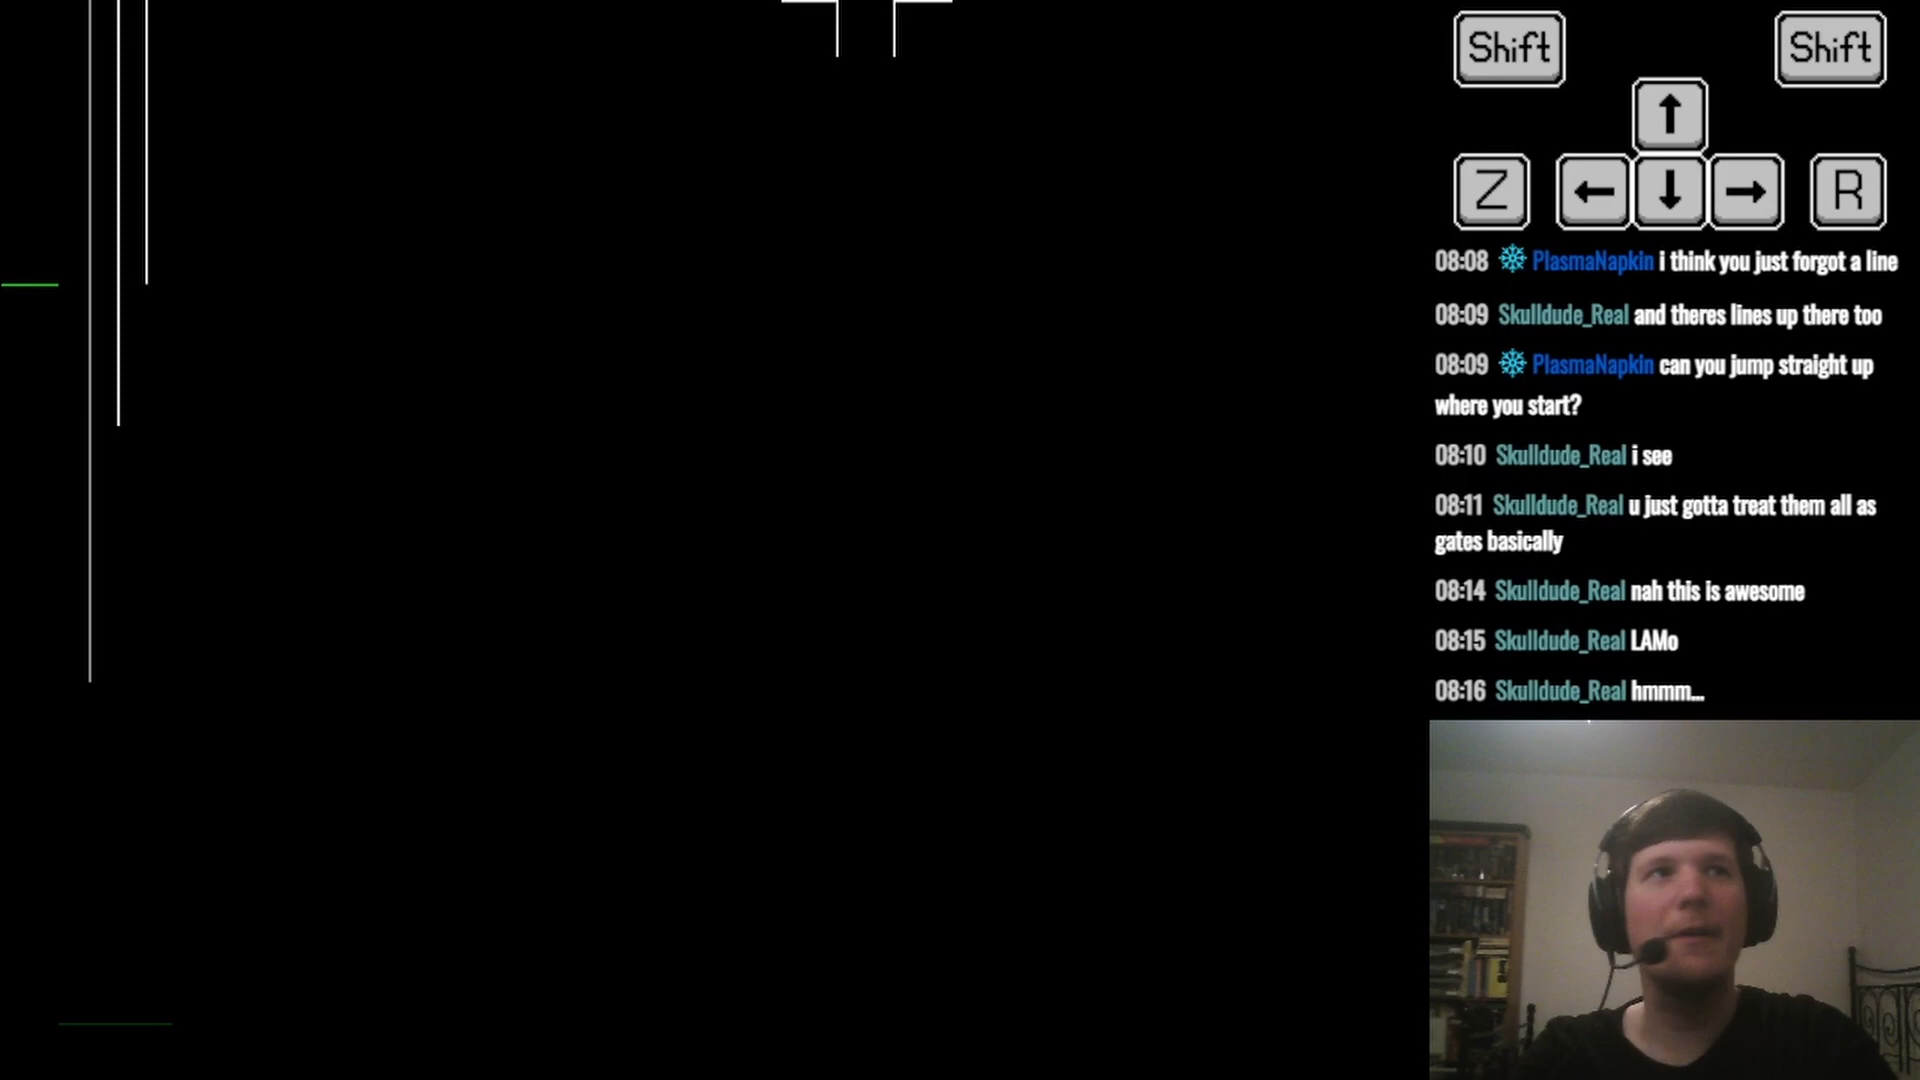 Shift Shift
↑
Z ← ↓ → R
08:08 PlasmaNapkin i think you just forgot a line
08:09 Skulldude_Real and theres lines up there too
08:09 PlasmaNapkin can you jump straight up
where you start?
08:10 Skulldude_Real i see
08:11 Skulldude_Real u just gotta treat them all as
gates basically
08:14 Skulldude_Real nah this is awesome
08:15 Skulldude_Real LAMo
08:16 Skulldude_Real hmmm...